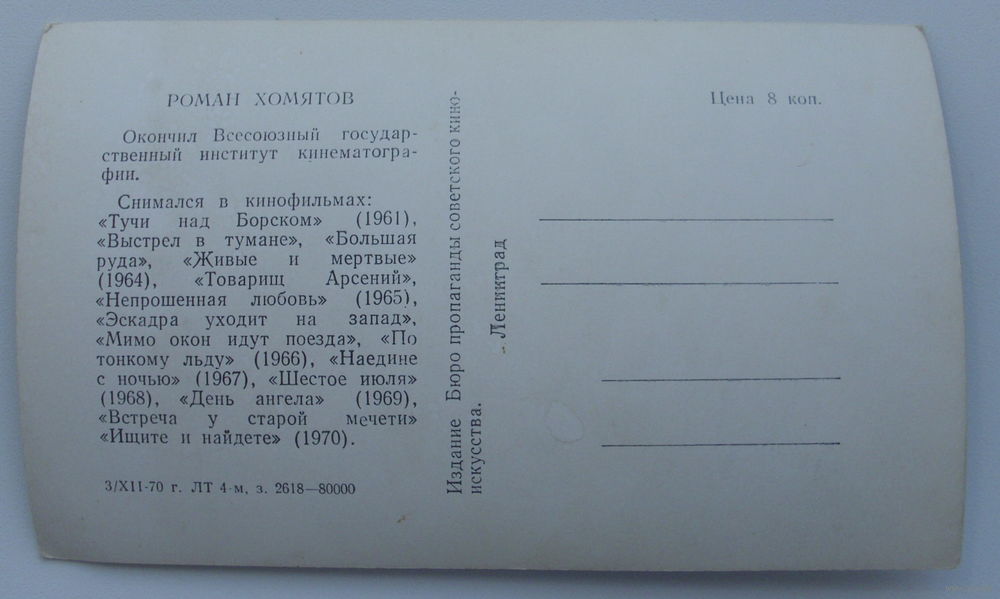 РОМАН ХОМЯТОВ
Окончил Всесоюзный государ-
ственный институт кинематогра-
фии.
Снимался в кинофильмах:
«Тучи над Борском» (1961),
«Выстрел в тумане», «Большая
руда», «Живые и мертвые»
(1964), «Товарищ Арсений»,
«Непрошенная любовь» (1965),
«Эскадра уходит на запад»,
«Мимо окон идут поезда», «По
тонкому льду» (1966), «Наедине
с ночью» (1967), «Шестое июля»
(1968), «День ангела» (1969),
«Встреча у старой мечети»
«Ищите и найдете» (1970).
3/XII-70 г. ЛТ 4-м, з. 2618—80000
Издание Бюро пропаганды советского кино-
искусства.
Ленинград
Цена 8 коп.